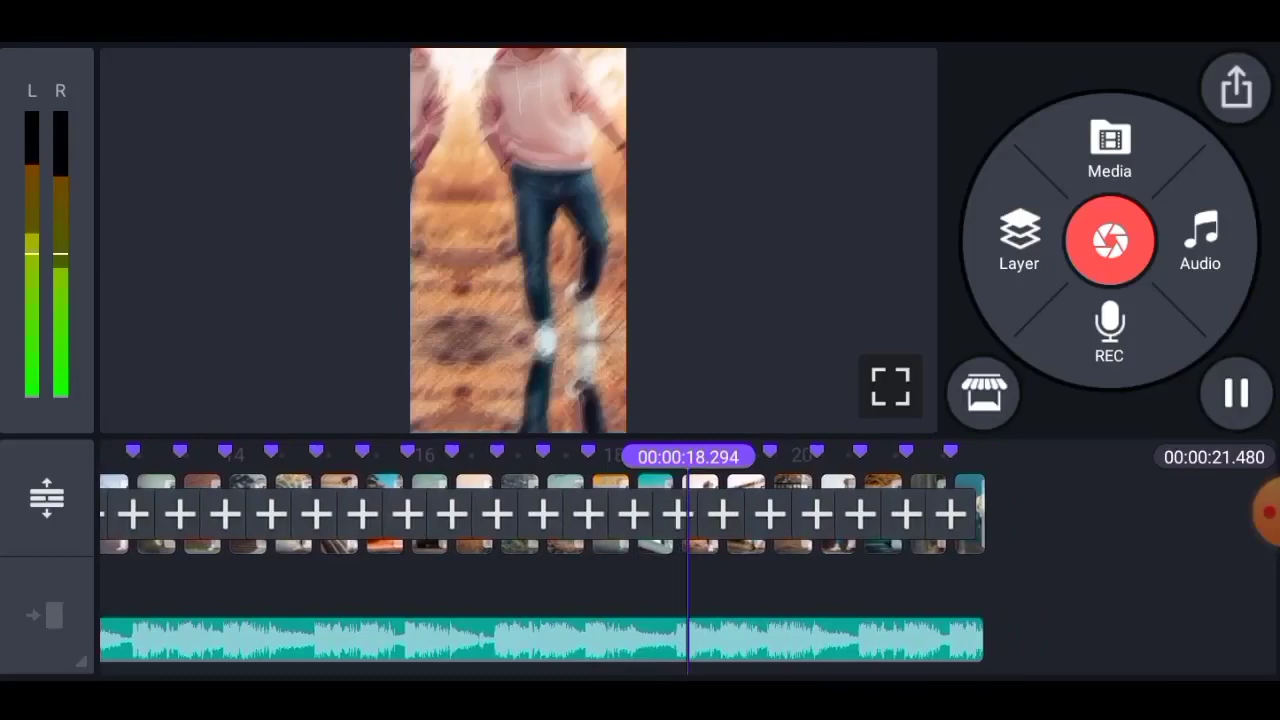 L R
Media
Layer
Audio
REC
14
16
18
00:00:18.294
20
00:00:21.480